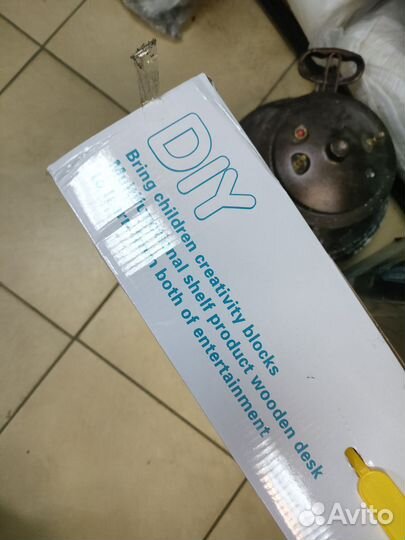 DIY
Bring children creativity blocks
shelf product wooden desk
both of entertainment
Avito